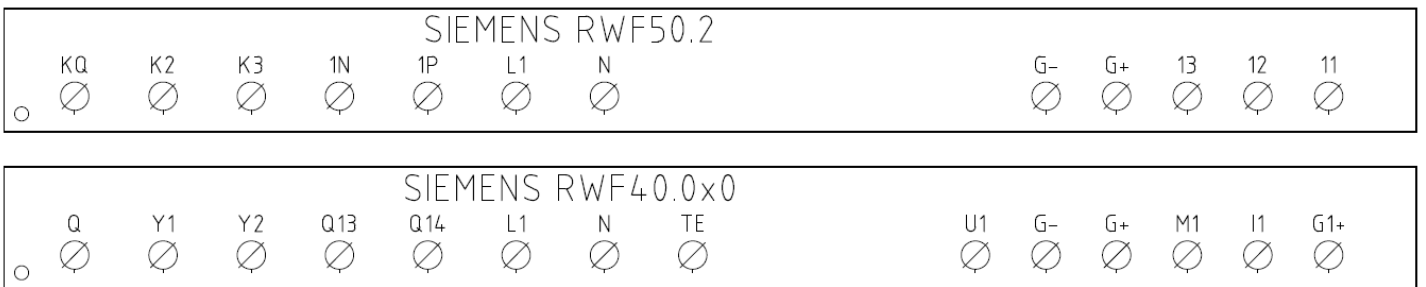 SIEMENS RWF50.2
KQ K2 K3 1N 1P L1 N G- G+ 13 12 11
SIEMENS RWF40.0x0
Q Y1 Y2 Q13 Q14 L1 N TE U1 G- G+ M1 I1 G1+